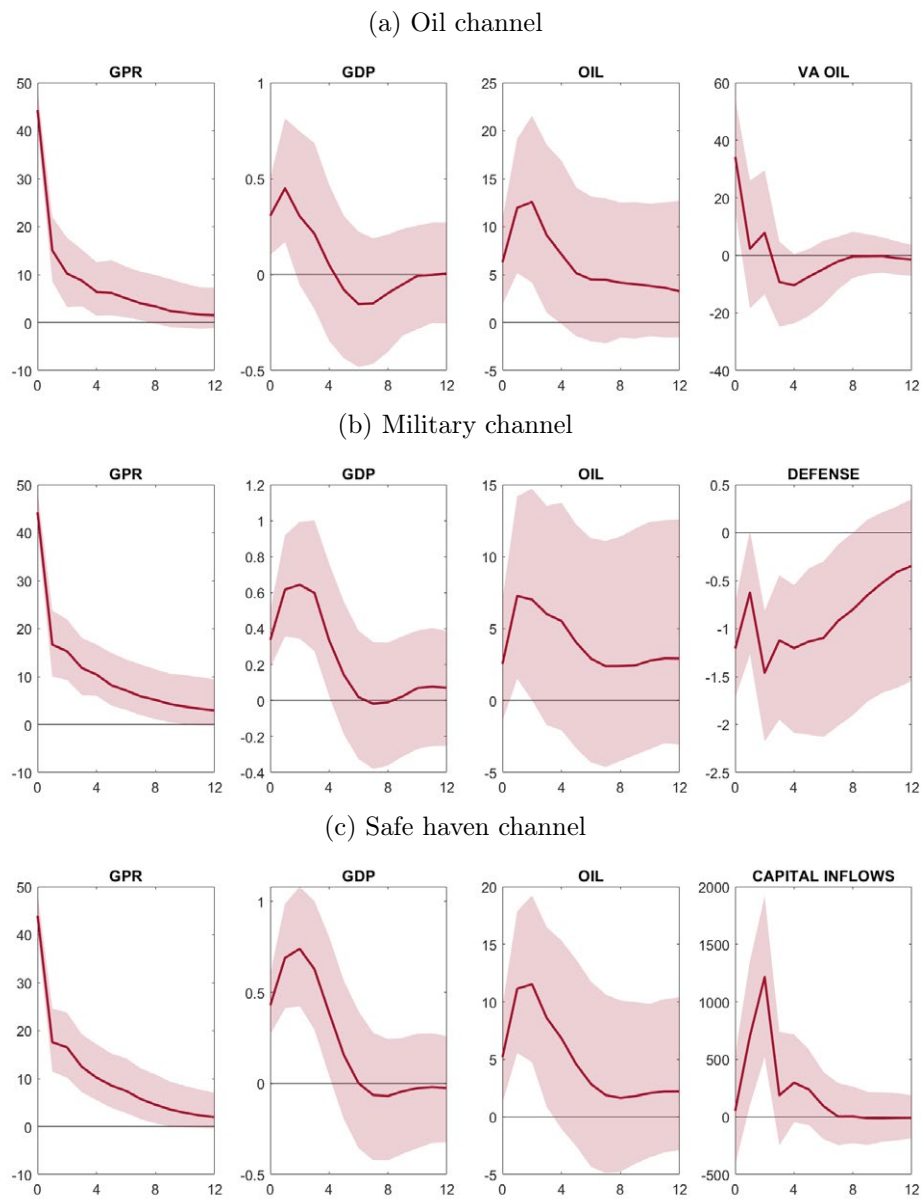 (a) Oil channel
GPR GDP OIL VA OIL
50 1 25 60
40 20 40
30 0.5 15 20
20 10 0
10 0 5 -20
0 0
-10 -0.5 -5 -40
0 4 8 12 0 4 8 12 0 4 8 12 0 4 8 12
(b) Military channel
GPR GDP OIL DEFENSE
50 1.2 15 0.5
40 1 10 0
30 0.8 -0.5
20 0.6 5 -1
10 0.4 -1.5
0 0.2 0 -2
-10 0 -5 -2.5
-0.2
-0.4
0 4 8 12 0 4 8 12 0 4 8 12 0 4 8 12
(c) Safe haven channel
GPR GDP OIL CAPITAL INFLOWS
50 1 20 2000
40 15 1500
30 0.5 10 1000
20 5 500
10 0 0 0
0
-10 -0.5 -5 -500
0 4 8 12 0 4 8 12 0 4 8 12 0 4 8 12